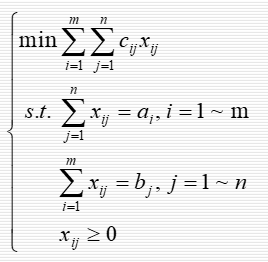 min ∑_{i=1}^{m} ∑_{j=1}^{n} c_{ij}x_{ij}
s.t. ∑_{j=1}^{n} x_{ij} = a_i, i = 1 ~ m
∑_{i=1}^{m} x_{ij} = b_j, j = 1 ~ n
x_{ij} ≥ 0